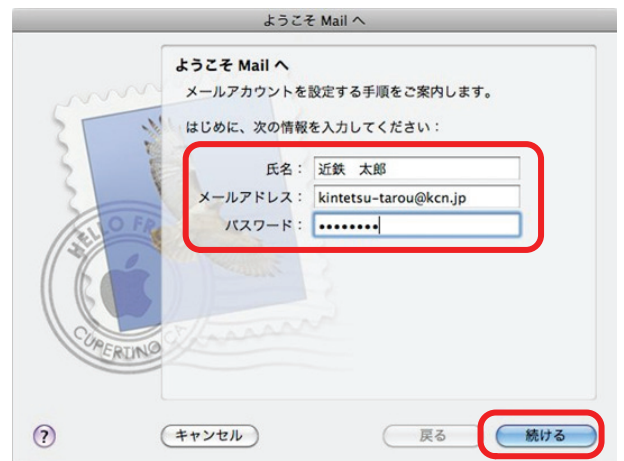 ようこそ Mail へ
ようこそ Mail へ
メールアカウントを設定する手順をご案内します。
はじめに、次の情報を入力してください：
氏名： 近鉄　太郎
メールアドレス： kintetsu-tarou@kcn.jp
パスワード： ••••••••
HELLO FR
CUPERTINO CA
? キャンセル 戻る 続ける